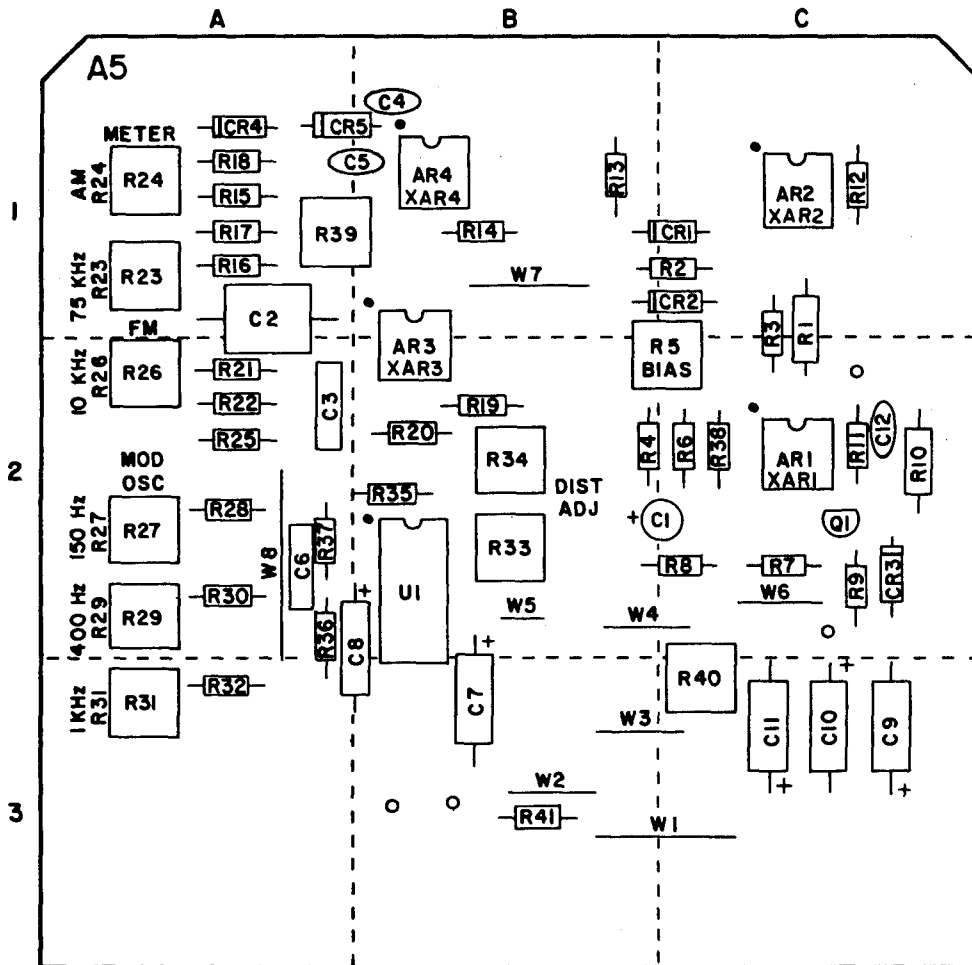 A B C
A5
C4
METER CR4 CR5
C5
R18
AM
R24
R24
R15
AR4
XAR4
R13
AR2
XAR2
R12
1
R17
R39
R14
CR1
R16
R2
75 KHz
R23
R23
W7
CR2
C2
R3
R1
FM
10 KHz
R26
R26
R21
AR3
XAR3
R5
BIAS
R22
C3
R19
R25
R20
R34
R4
R6
R38
AR1
XAR1
R11
C12
R10
2
MOD
OSC
R35
DIST
ADJ
150 Hz
R27
R27
R28
W8
C6
R37
U1
R33
+
C1
Q1
R8
R7
R9
CR3
400 Hz
R29
R29
R30
R36
+
C8
W5
W4
W6
+
C7
R40
+
1 KHz
R31
R31
R32
W3
C11
C10
C9
+
+
W2
3
R41
W1